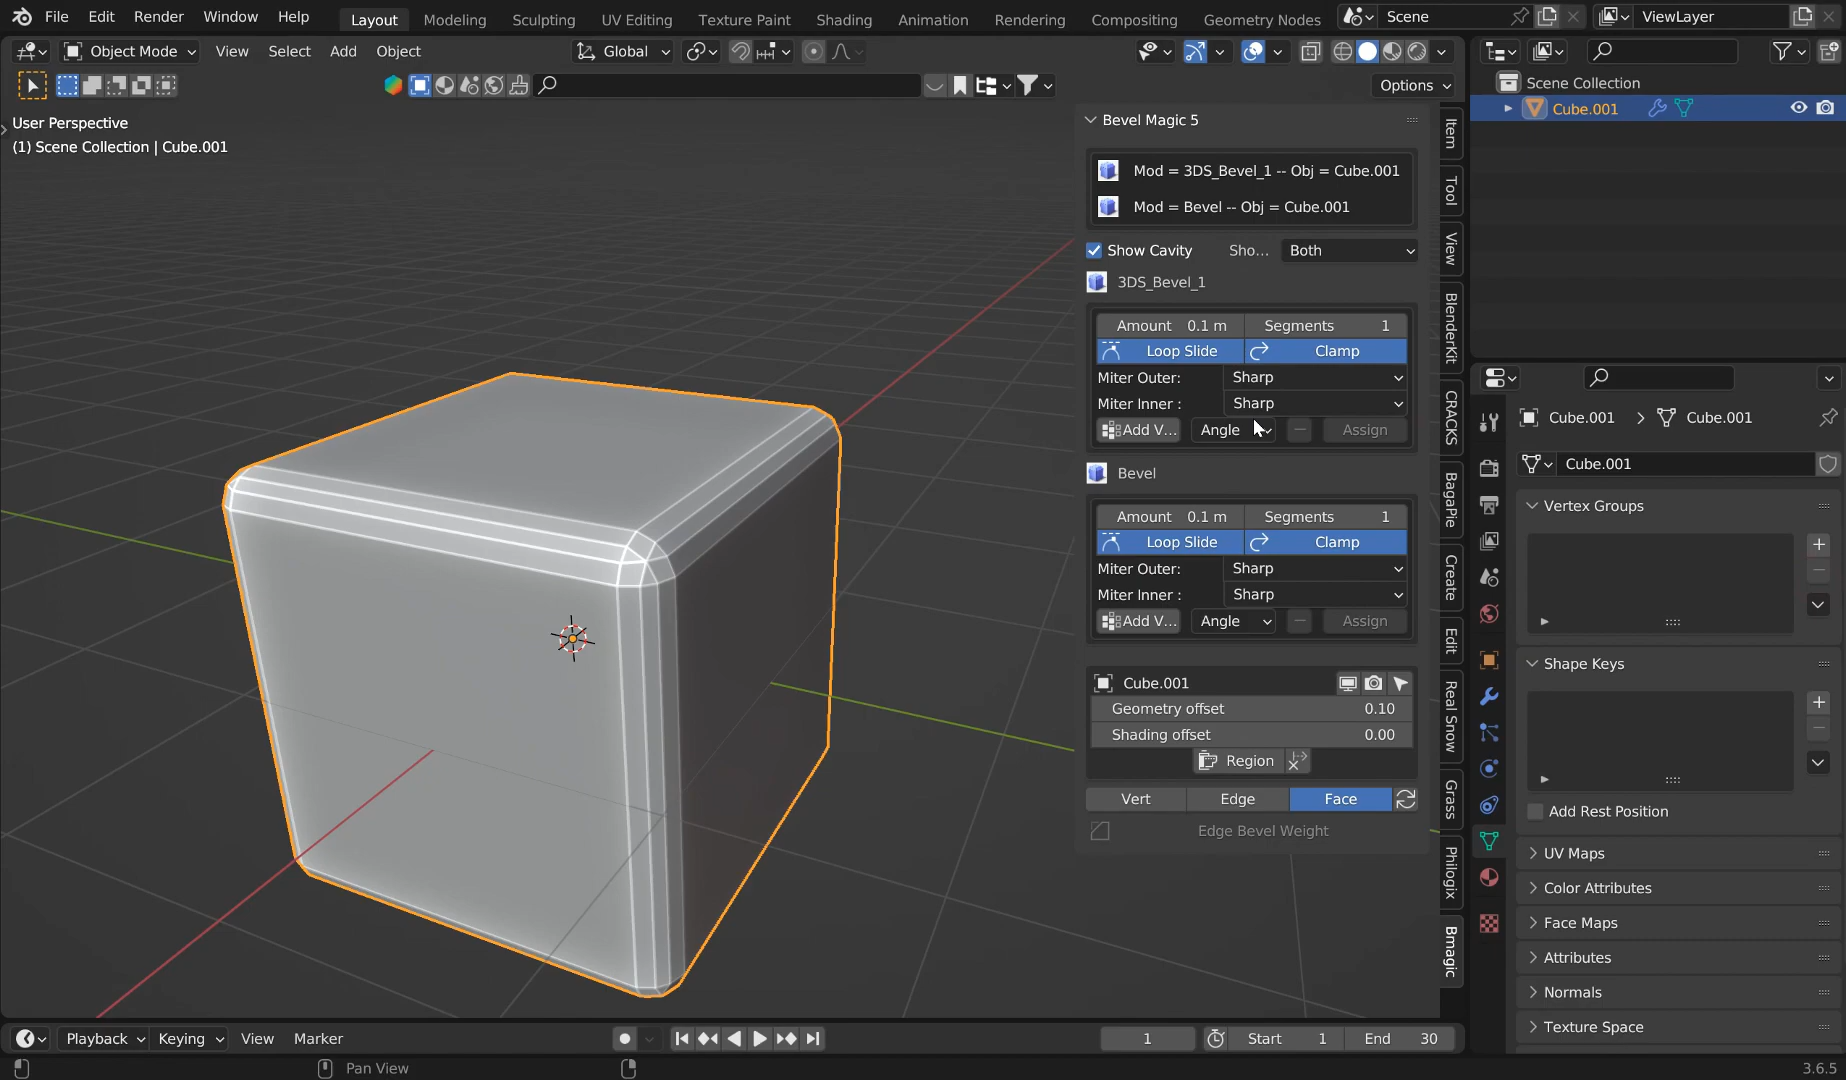 File Edit Render Window Help Layout Modeling Sculpting UV Editing Texture Paint Shading Animation Rendering Compositing Geometry Nodes Scene ViewLayer
Object Mode View Select Add Object Global
Options
Scene Collection
Cube.001
User Perspective
(1) Scene Collection | Cube.001
Bevel Magic 5
Mod = 3DS_Bevel_1 -- Obj = Cube.001
Mod = Bevel -- Obj = Cube.001
Show Cavity Sho... Both
3DS_Bevel_1
Amount 0.1 m Segments 1
Loop Slide Clamp
Miter Outer: Sharp
Miter Inner : Sharp
Add V... Angle Assign
Bevel
Amount 0.1 m Segments 1
Loop Slide Clamp
Miter Outer: Sharp
Miter Inner : Sharp
Add V... Angle Assign
Cube.001
Geometry offset 0.10
Shading offset 0.00
Region
Vert Edge Face
Edge Bevel Weight
Item
Tool
View
BlenderKit
CRACKS
BagaPie
Create
Edit
Real Snow
Grass
Philogix
Bmagic
Cube.001 Cube.001
Cube.001
Vertex Groups
Shape Keys
Add Rest Position
UV Maps
Color Attributes
Face Maps
Attributes
Normals
Texture Space
Playback Keying View Marker 1 Start 1 End 30
Pan View 3.6.5